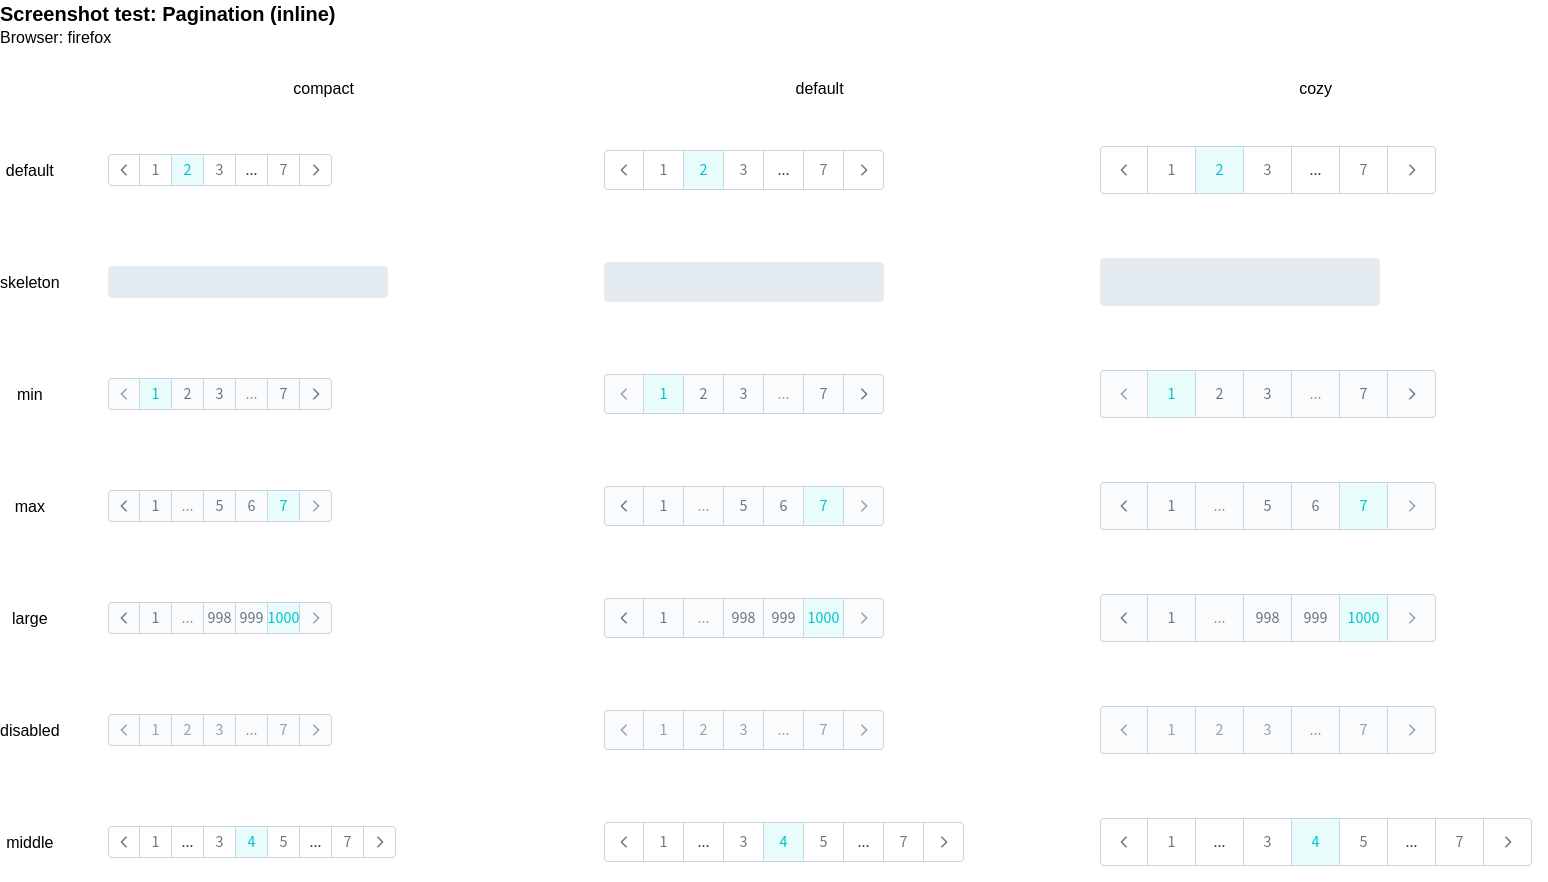 Screenshot test: Pagination (inline)
Browser: firefox
compact default cozy
default 1 2 3 ... 7 1 2 3 ... 7 1 2 3 ... 7
skeleton
min 1 2 3 ... 7 1 2 3 ... 7 1 2 3 ... 7
max 1 ... 5 6 7 1 ... 5 6 7 1 ... 5 6 7
large 1 ... 998 999 1000 1 ... 998 999 1000 1 ... 998 999 1000
disabled 1 2 3 ... 7 1 2 3 ... 7 1 2 3 ... 7
middle 1 ... 3 4 5 ... 7 1 ... 3 4 5 ... 7 1 ... 3 4 5 ... 7